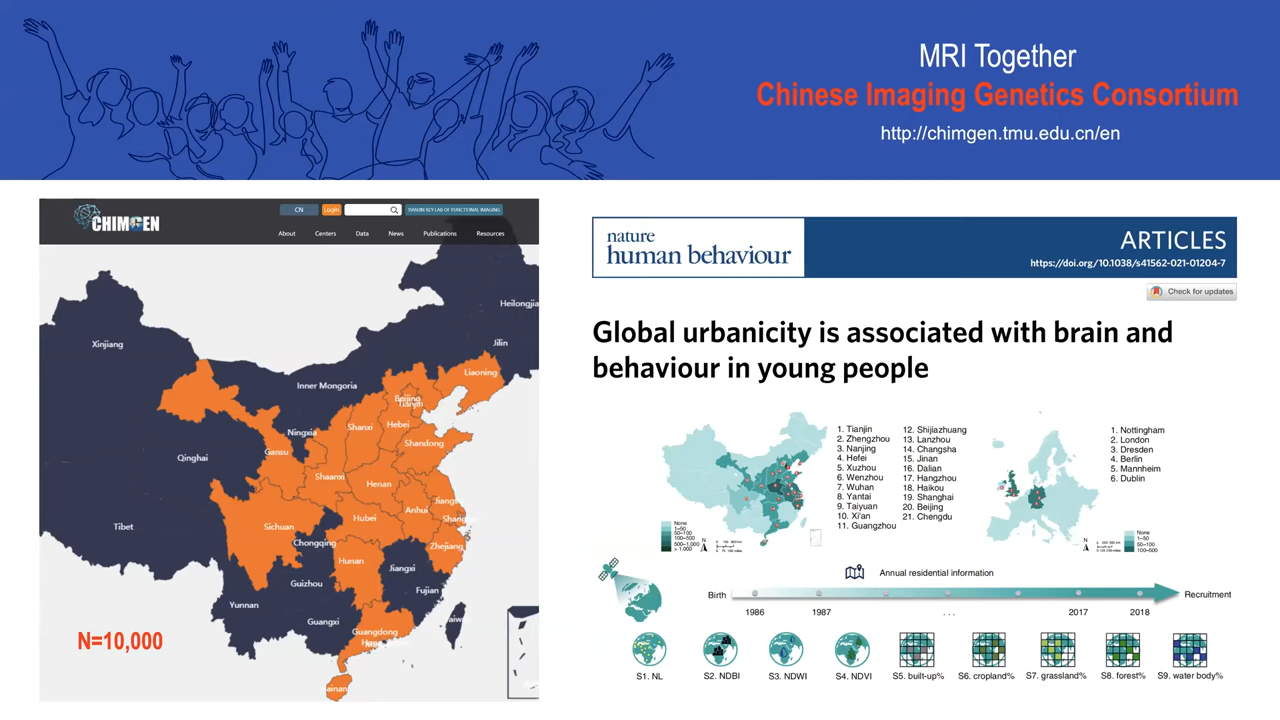 MRI Together
Chinese Imaging Genetics Consortium
http://chimgen.tmu.edu.cn/en
CHIMGEN
CN
Login
TIANJIN KEY LAB OF FUNCTIONAL IMAGING
About
Centers
Data
News
Publications
Resources
Heilongjia
Xinjiang
Jilin
Liaoning
Inner Mongoria
Beijing
Tianjin
Hebei
Shanxi
Ningxia
Shandong
Gansu
Qinghai
Shaanxi
Henan
Jiangs
Anhui
Hubei
Shangh
Tibet
Sichuan
Chongqing
Zhejiang
Hunan
Jiangxi
Guizhou
Fujian
Yunnan
Guangxi
Guangdong
Taiwan
ainan
N=10,000
nature
human behaviour
ARTICLES
https://doi.org/10.1038/s41562-021-01204-7
Check for updates
Global urbanicity is associated with brain and
behaviour in young people
1. Tianjin
2. Zhengzhou
3. Nanjing
4. Hefei
5. Xuzhou
6. Wenzhou
7. Wuhan
8. Yantai
9. Taiyuan
10. Xi'an
11. Guangzhou
12. Shijiazhuang
13. Lanzhou
14. Changsha
15. Jinan
16. Dalian
17. Hangzhou
18. Haikou
19. Shanghai
20. Beijing
21. Chengdu
1. Nottingham
2. London
3. Dresden
4. Berlin
5. Mannheim
6. Dublin
None
1–50
50–100
100–500
500–1,000
> 1,000
N
None
1–50
50–100
100–500
N
Annual residential information
Birth
Recruitment
1986
1987
. . .
2017
2018
S1. NL
S2. NDBI
S3. NDWI
S4. NDVI
S5. built-up%
S6. cropland%
S7. grassland%
S8. forest%
S9. water body%